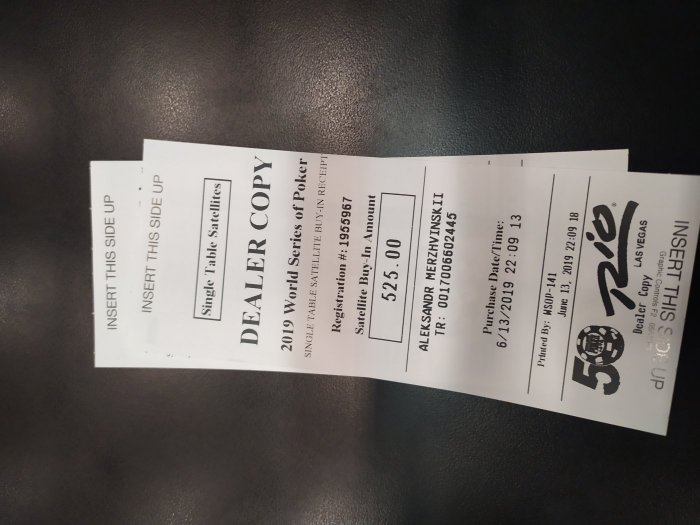 INSERT THIS SIDE UP
INSERT THIS SIDE UP
Single Table Satellites
DEALER COPY
2019 World Series of Poker
SINGLE TABLE SATELLITE BUY-IN RECEIPT
Registration #: 1955967
Satellite Buy-In Amount
525.00
ALEKSANDR MERZHVINSKII
TR: 0017006602445
Purchase Date/Time:
6/13/2019 22:09 13
Printed By: WSOP-141
June 13, 2019 22:09 18
50 Rio®
LAS VEGAS
Dealer Copy
Graphic Controls
INSERT THIS SIDE UP